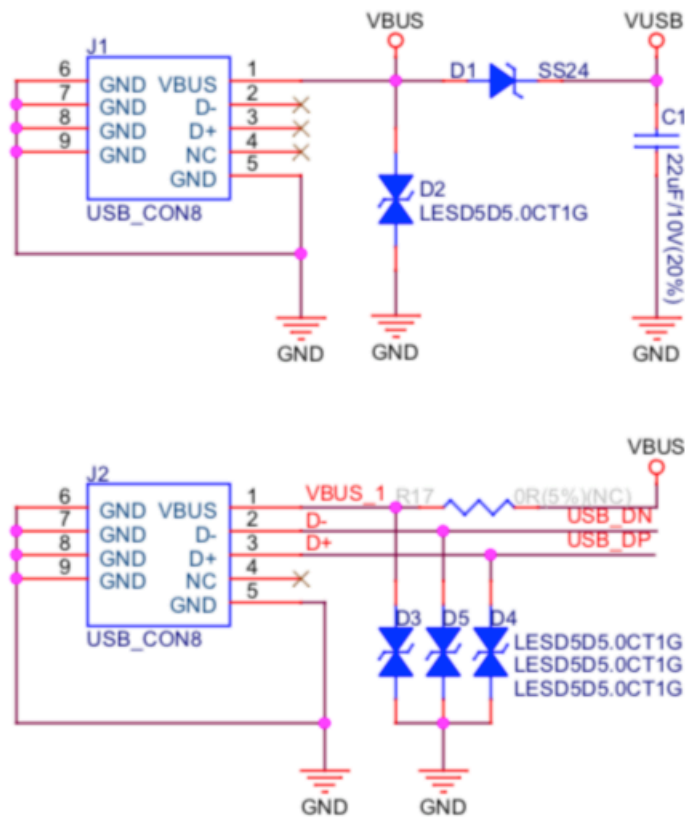 VBUS VUSB
J1
6 GND VBUS 1 D1 SS24
7 GND D- 2
8 GND D+ 3 C1
9 GND NC 4
GND 5
USB_CON8
D2
LESD5D5.0CT1G
22uF/10V(20%)
GND GND GND
VBUS
J2
6 GND VBUS 1 VBUS_1 R17 0R(5%)(NC)
7 GND D- 2 D- USB_DN
8 GND D+ 3 D+ USB_DP
9 GND NC 4
GND 5
USB_CON8
D3 D5 D4
LESD5D5.0CT1G
LESD5D5.0CT1G
LESD5D5.0CT1G
GND GND